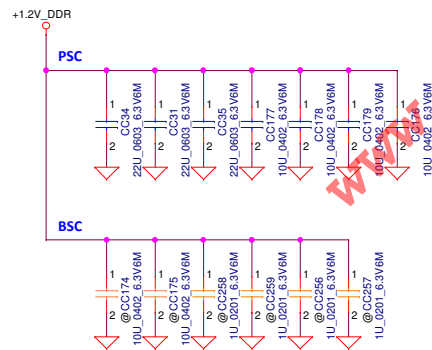 +1.2V_DDR
PSC
1
2
CC34
22U_0603_6.3V6M
1
2
CC31
22U_0603_6.3V6M
1
2
CC35
22U_0603_6.3V6M
1
2
CC177
10U_0402_6.3V6M
1
2
CC178
10U_0402_6.3V6M
1
2
CC179
10U_0402_6.3V6M
1
2
CC176
10U_0402_6.3V6M
www
BSC
1
2
@CC174
10U_0402_6.3V6M
1
2
@CC175
10U_0402_6.3V6M
1
2
@CC258
1U_0201_6.3V6M
1
2
@CC259
1U_0201_6.3V6M
1
2
@CC256
1U_0201_6.3V6M
1
2
@CC257
1U_0201_6.3V6M